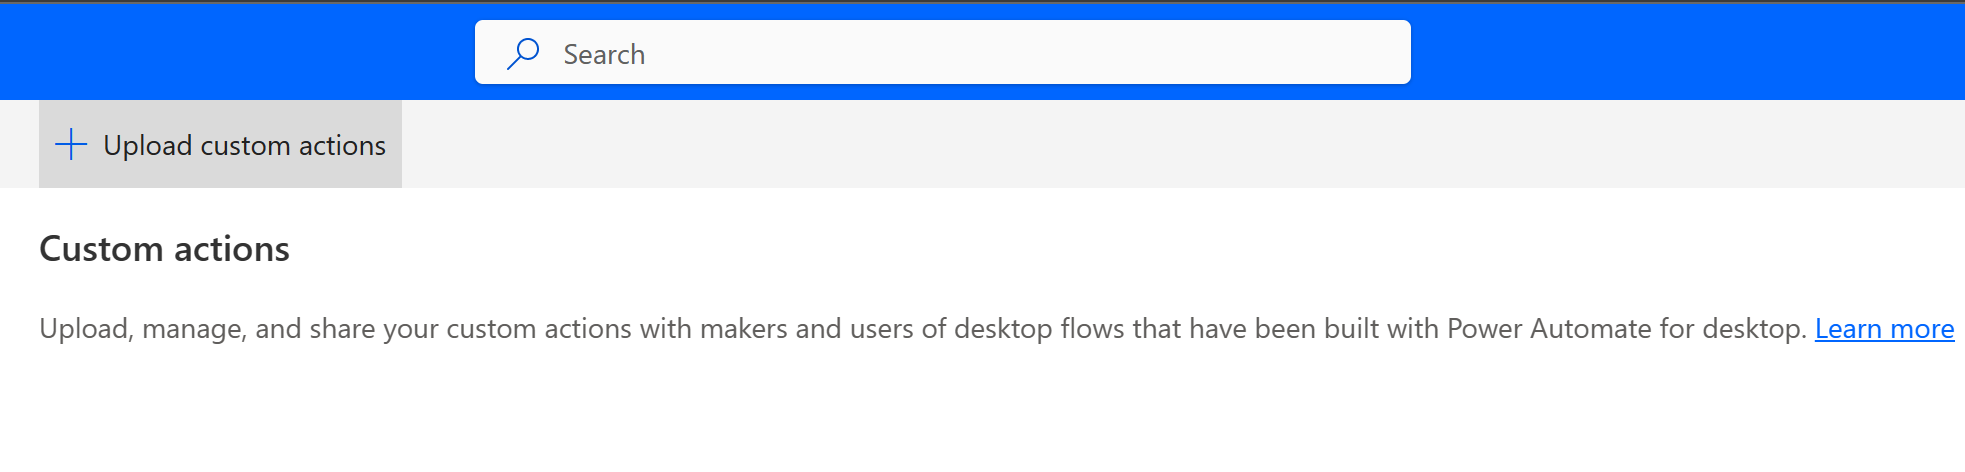 Search
Upload custom actions
Custom actions
Upload, manage, and share your custom actions with makers and users of desktop flows that have been built with Power Automate for desktop. Learn more